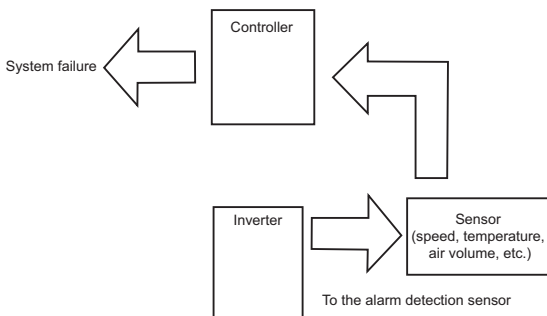 Controller
System failure
Inverter
Sensor
(speed, temperature,
air volume, etc.)
To the alarm detection sensor